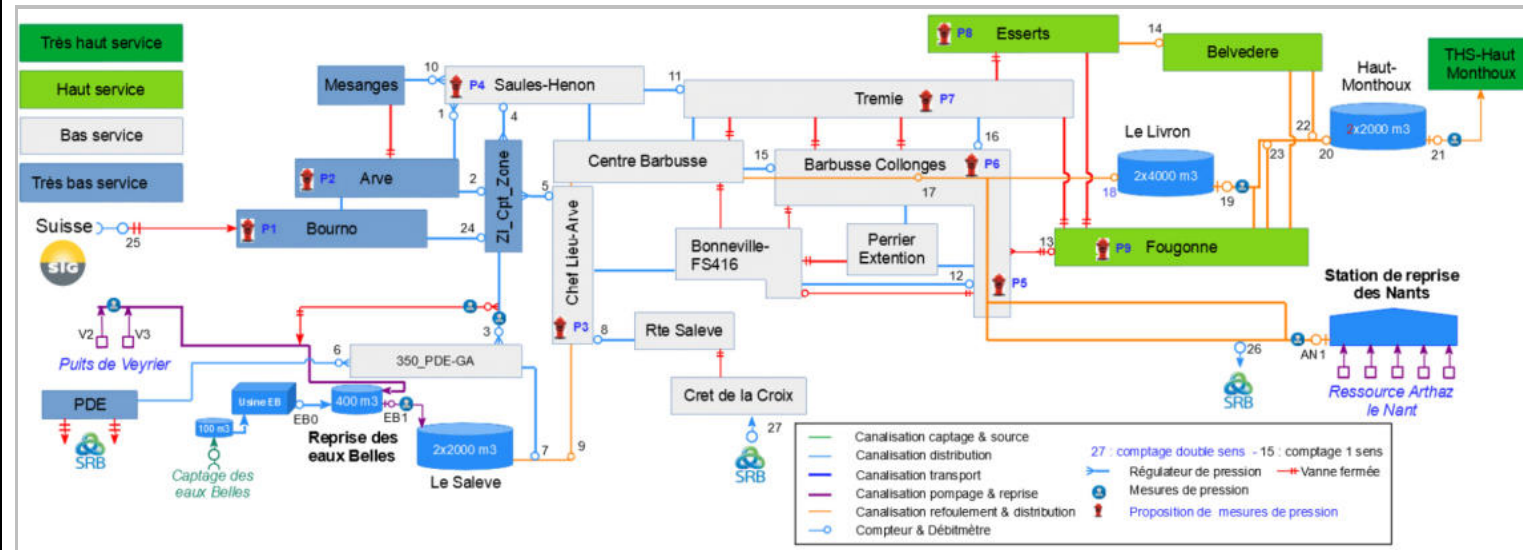 Très haut service
Haut service
Bas service
Très bas service
Suisse
SIG
25
10
Mesanges
P4 Saules-Henon
11
1
4
P2 Arve
2
P1 Bourno
24
ZI_Cpt_Zone
5
Centre Barbusse
15
Chef Lieu-Arve
P3
Tremie P7
16
Barbusse Collonges
P6
17
Bonneville-
FS416
Perrier
Extention
12
P5
13
P8 Esserts
14
Belvedere
THS-Haut
Monthoux
Haut-
Monthoux
2x2000 m3
22
20
21
23
Le Livron
2x4000 m3
18
19
P9 Fougonne
Station de reprise
des Nants
AN 1
Ressource Arthaz
le Nant
26
SRB
V2
V3
Puits de Veyrier
3
6
350_PDE-GA
8
Rte Saleve
Cret de la Croix
27
SRB
PDE
SRB
Usine EB
100 m3
EB0
400 m3
EB1
Reprise des
eaux Belles
Captage des
eaux Belles
2x2000 m3
7
9
Le Saleve
Canalisation captage & source
Canalisation distribution
Canalisation transport
Canalisation pompage & reprise
Canalisation refoulement & distribution
Compteur & Débitmètre
27 : comptage double sens - 15 : comptage 1 sens
Régulateur de pression
Vanne fermée
Mesures de pression
Proposition de mesures de pression